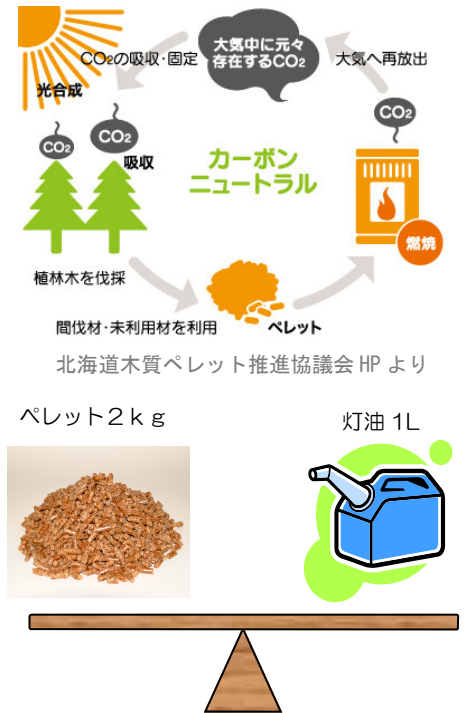 大気中に元々
存在するCO2
CO2の吸収・固定
大気へ再放出
光合成
CO2
CO2
CO2
吸収
カーボン
ニュートラル
燃焼
植林木を伐採
間伐材・未利用材を利用
ペレット
北海道木質ペレット推進協議会HPより
ペレット２ｋｇ
灯油 1L